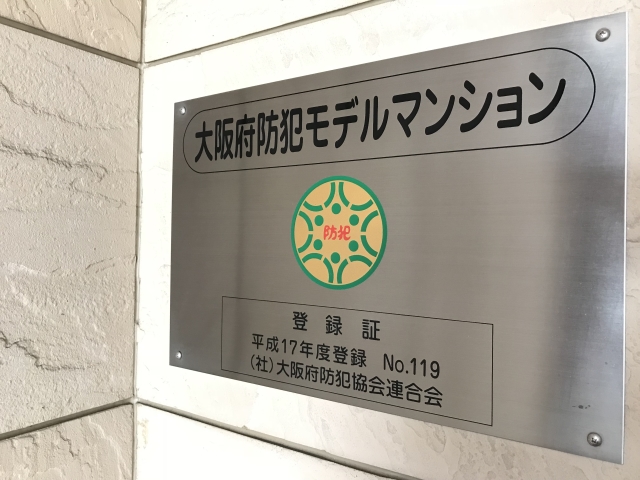 大阪府防犯モデルマンション
防犯
登録証
平成17年度登録 No.119
(社)大阪府防犯協会連合会